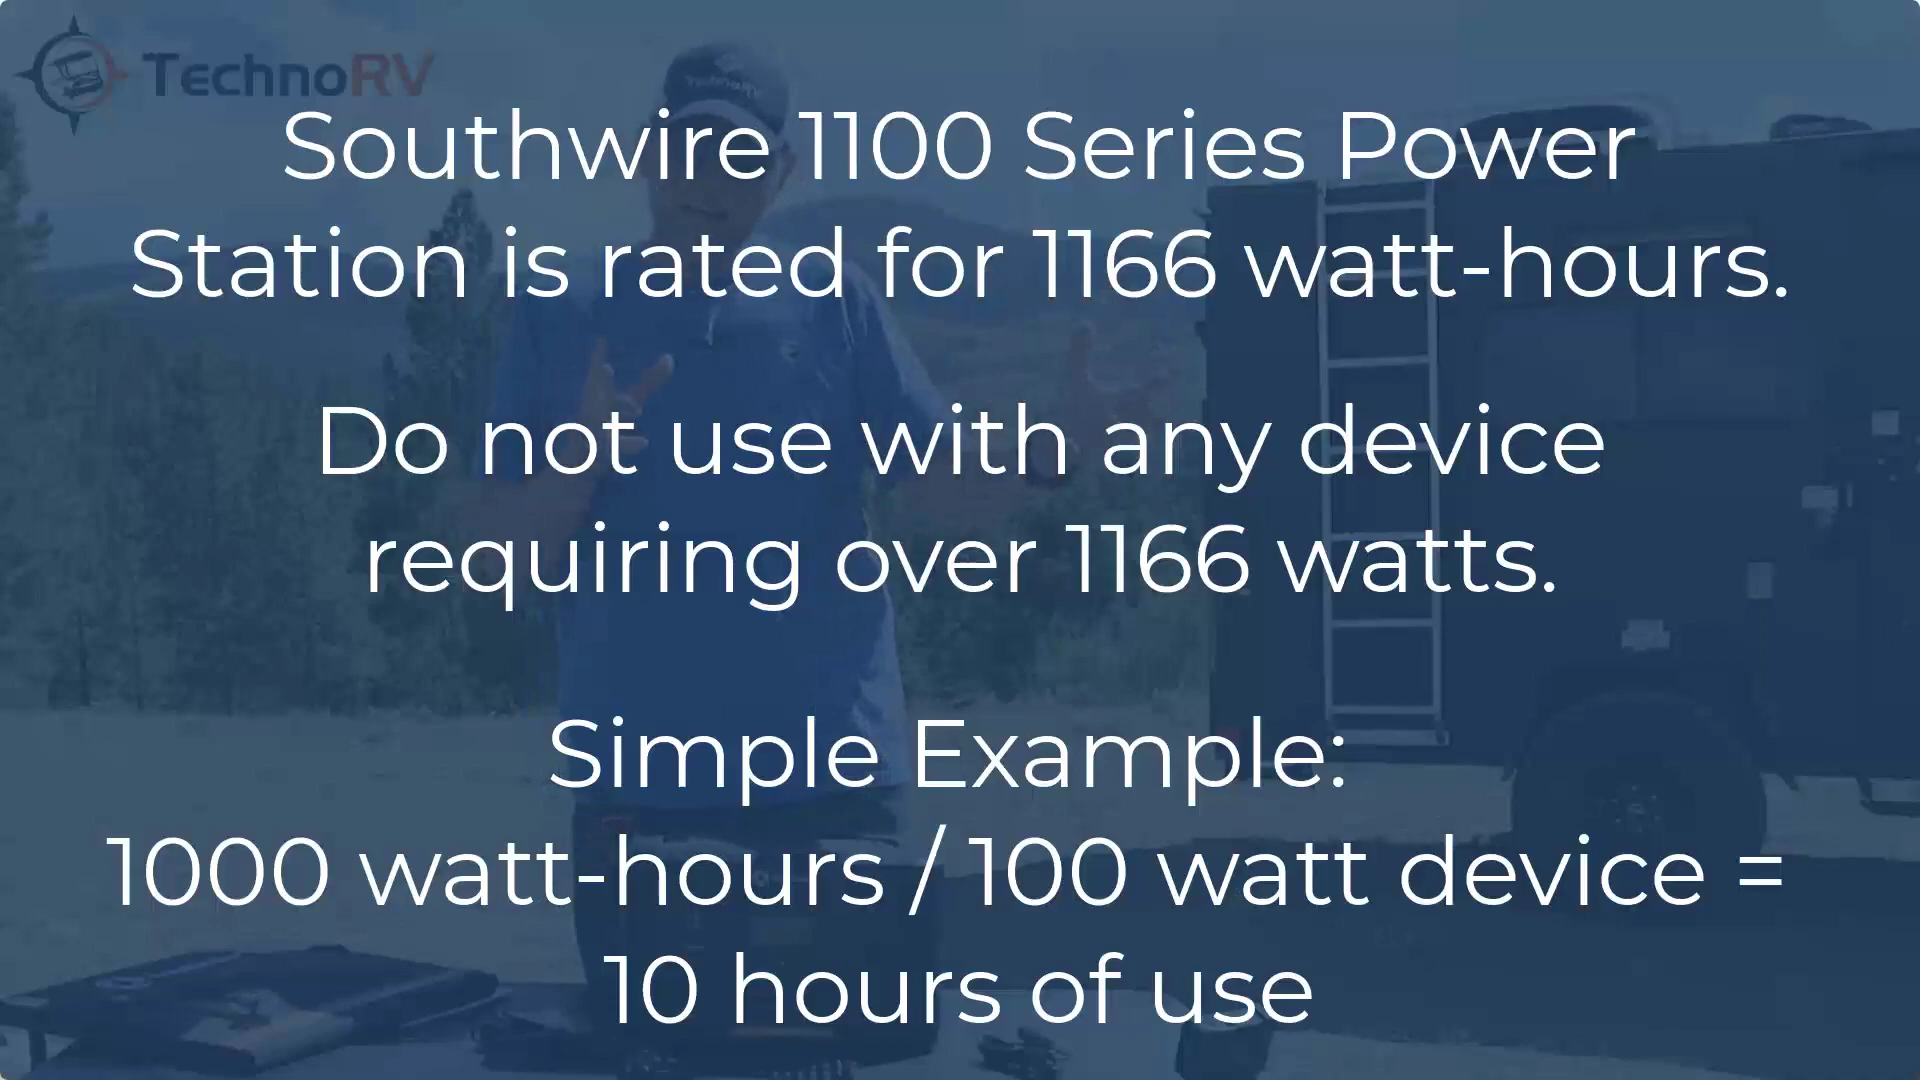 TechnoRV
TechnoRV
Southwire 1100 Series Power
Station is rated for 1166 watt-hours.
Do not use with any device
requiring over 1166 watts.
Simple Example:
1000 watt-hours / 100 watt device =
10 hours of use